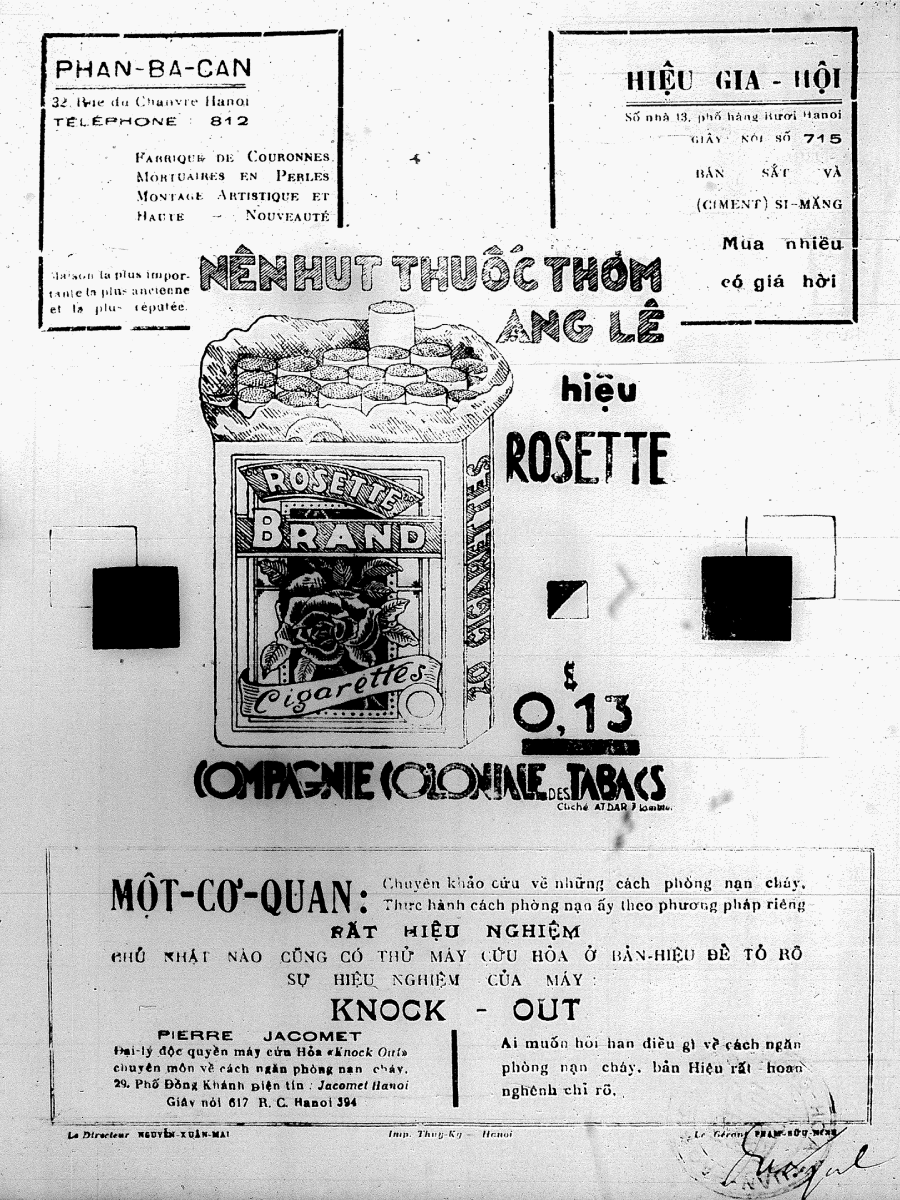 PHAN-BA-CAN
32, Rue du Chanvre Hanoi
TÉLÉPHONE : 812
FABRIQUE DE COURONNES
MORTUAIRES EN PERLES
MONTAGE ARTISTIQUE ET
HAUTE - NOUVEAUTÉ
Maison la plus impor-
tante la plus ancienne
et la plus réputée.
HIỆU GIA - HỘI
Số nhà 13, phố hàng Bươi Hanoi
GIÂY NÓI SỐ 715
BÁN SẮT VÀ
(CIMENT) SI-MĂNG
Mua nhiều
có giá hời
NÊN HUT THUỐC THƠM
ANG LÊ
hiệu
ROSETTE
ROSETTE
BRAND
Cigarettes
20 CIGARETTES
$
0,13
COMPAGNIE COLONIALE DES TABACS
Cliché ATDAR
MỘT-CƠ-QUAN:
Chuyên khảo cứu về những cách phòng nạn cháy.
Thực hành cách phòng nạn ấy theo phương pháp riêng
RẤT HIỆU NGHIỆM
CHỦ NHẬT NÀO CŨNG CÓ THỬ MÁY CỨU HỎA Ở BẢN-HIỆU ĐỂ TỎ RÕ
SỰ HIỆU NGHIỆM CỦA MÁY :
KNOCK - OUT
PIERRE JACOMET
Đại-lý độc quyền máy cứu Hỏa «Knock Out»
chuyên môn về cách ngăn phòng nạn cháy.
29. Phố Đồng Khánh Điện tín : Jacomet Hanoi
Giây nói 617 R. C. Hanoi 394
Ai muốn hỏi han điều gì về cách ngăn
phòng nạn cháy, bản Hiệu rất hoan
nghênh chỉ rõ.
Le Directeur NGUYỄN-XUÂN-MAI
Imp. Thuy-Ky — Hanoi
Le Gérant PHẠM-HỮU-NINH